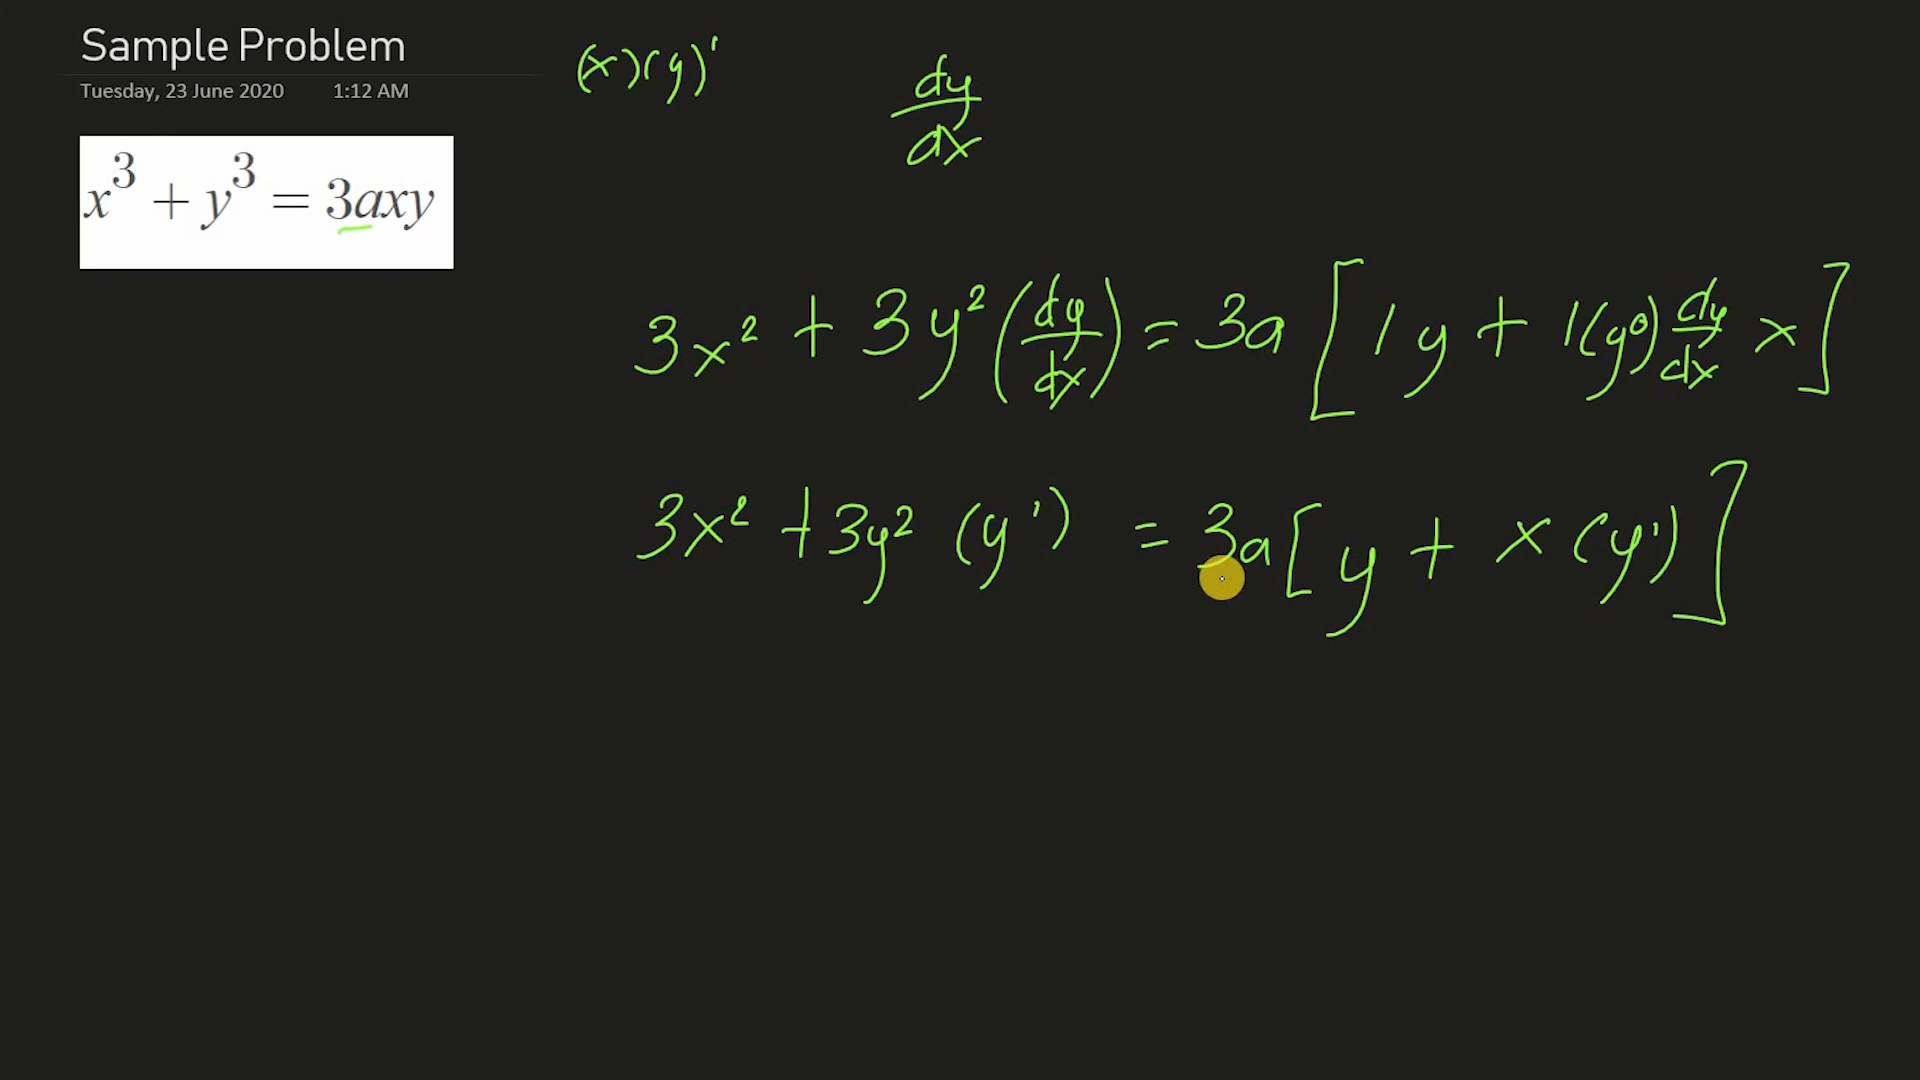 Sample Problem
Tuesday, 23 June 2020 1:12 AM
x³ + y³ = 3axy
(x)(y)'
dy/dx
3x² + 3y² (dy/dx) = 3a [1y + 1(y⁰) dy/dx x]
3x² + 3y² (y') = 3a [y + x (y')]